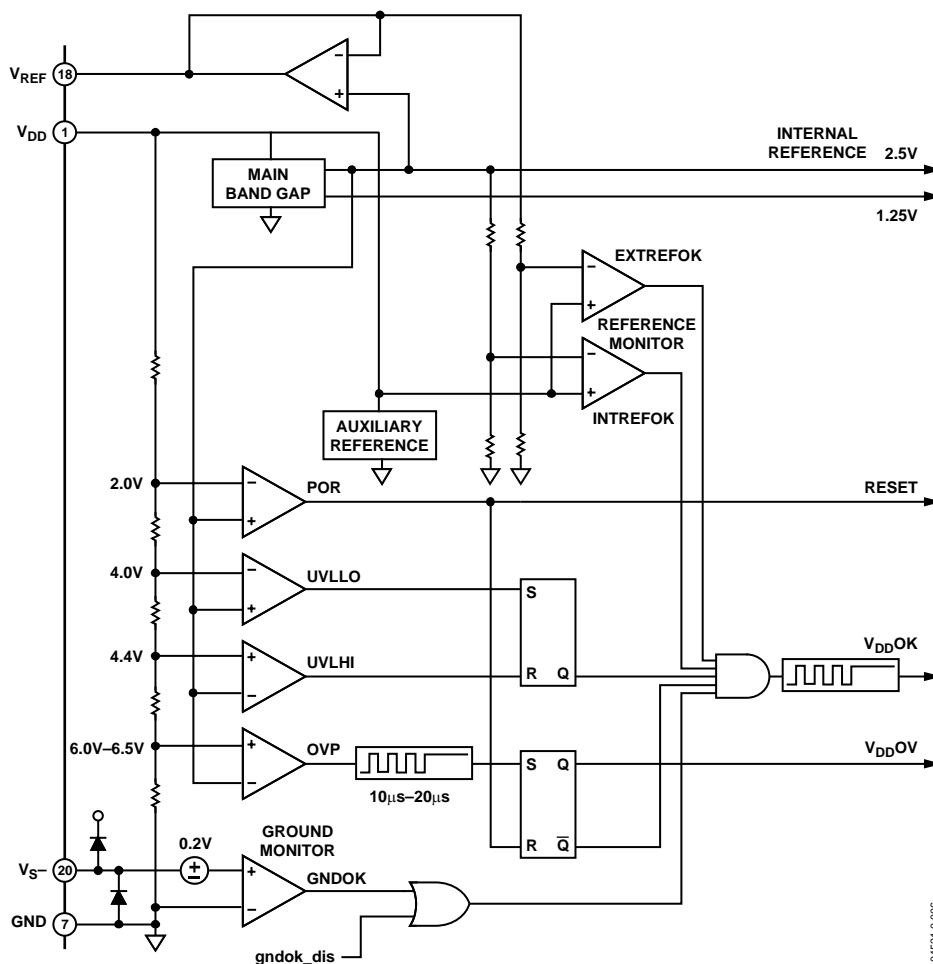 VREF 18
VDD 1
− +
INTERNAL
REFERENCE 2.5V
MAIN
BAND GAP
1.25V
− EXTREFOK
+
REFERENCE
MONITOR
−
+
INTREFOK
AUXILIARY
REFERENCE
2.0V − + POR RESET
4.0V − + UVLLO S
4.4V + − UVLHI R Q
VDDOK
6.0V–6.5V + − OVP S Q VDDOV
10μs–20μs
R Q̅
GROUND
MONITOR
0.2V
VS− 20 ± + − GNDOK
GND 7
gndok_dis